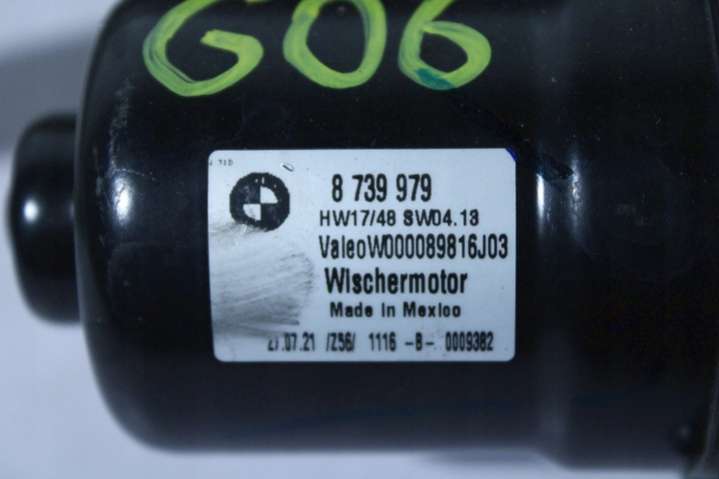 G06
8 739 979
HW17/48 SW04.13
ValeoW000089816J03
Wischermotor
Made in Mexico
27.07.21 /Z56/ 1116 -B- 0009382